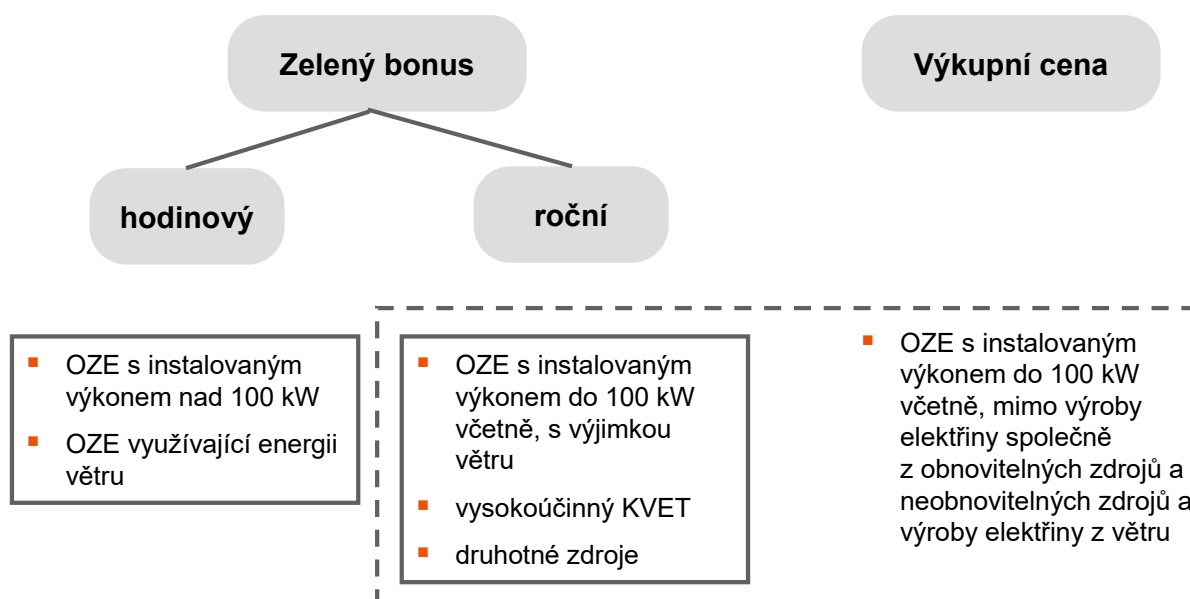 Zelený bonus
Výkupní cena
hodinový
roční
OZE s instalovaným
výkonem nad 100 kW
OZE využívající energii
větru
OZE s instalovaným
výkonem do 100 kW
včetně, s výjimkou
větru
vysokoúčinný KVET
druhotné zdroje
OZE s instalovaným
výkonem do 100 kW
včetně, mimo výroby
elektřiny společně
z obnovitelných zdrojů a
neobnovitelných zdrojů a
výroby elektřiny z větru